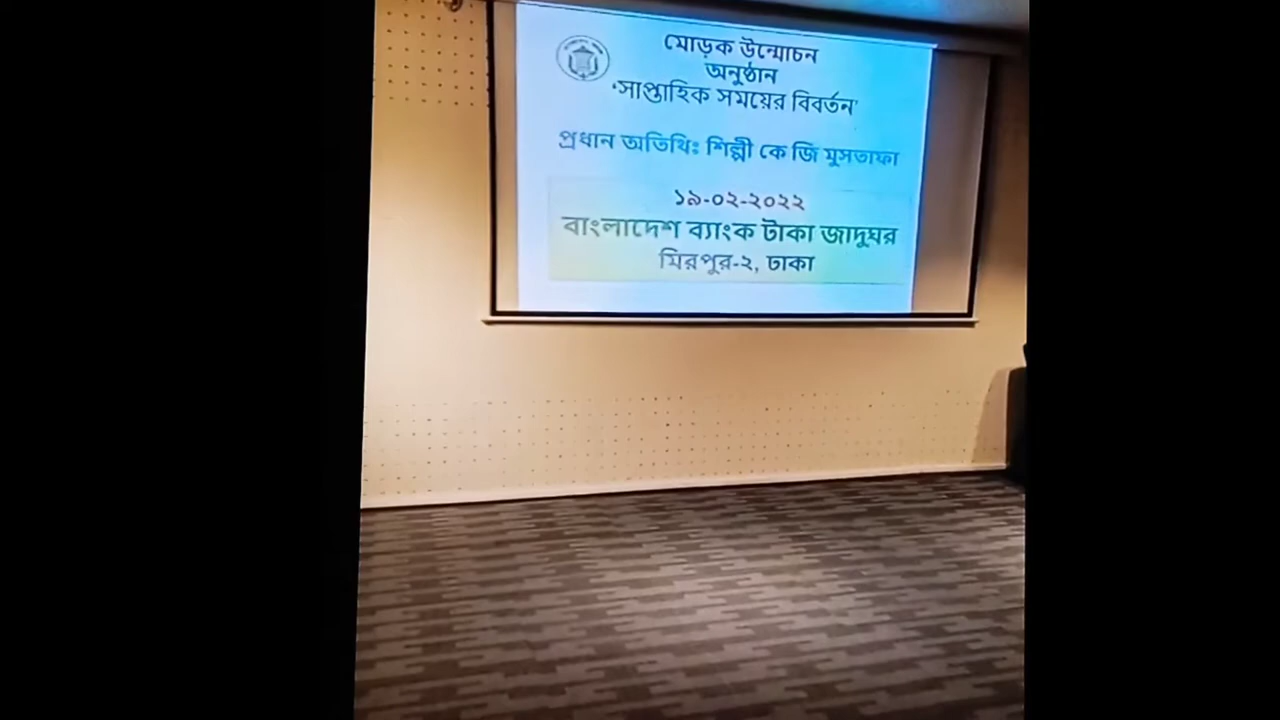 মোড়ক উন্মোচন
অনুষ্ঠান
‘সাপ্তাহিক সময়ের বিবর্তন’
প্রধান অতিথিঃ শিল্পী কে জি মুসতাফা
১৯-০২-২০২২
বাংলাদেশ ব্যাংক টাকা জাদুঘর
মিরপুর-২, ঢাকা